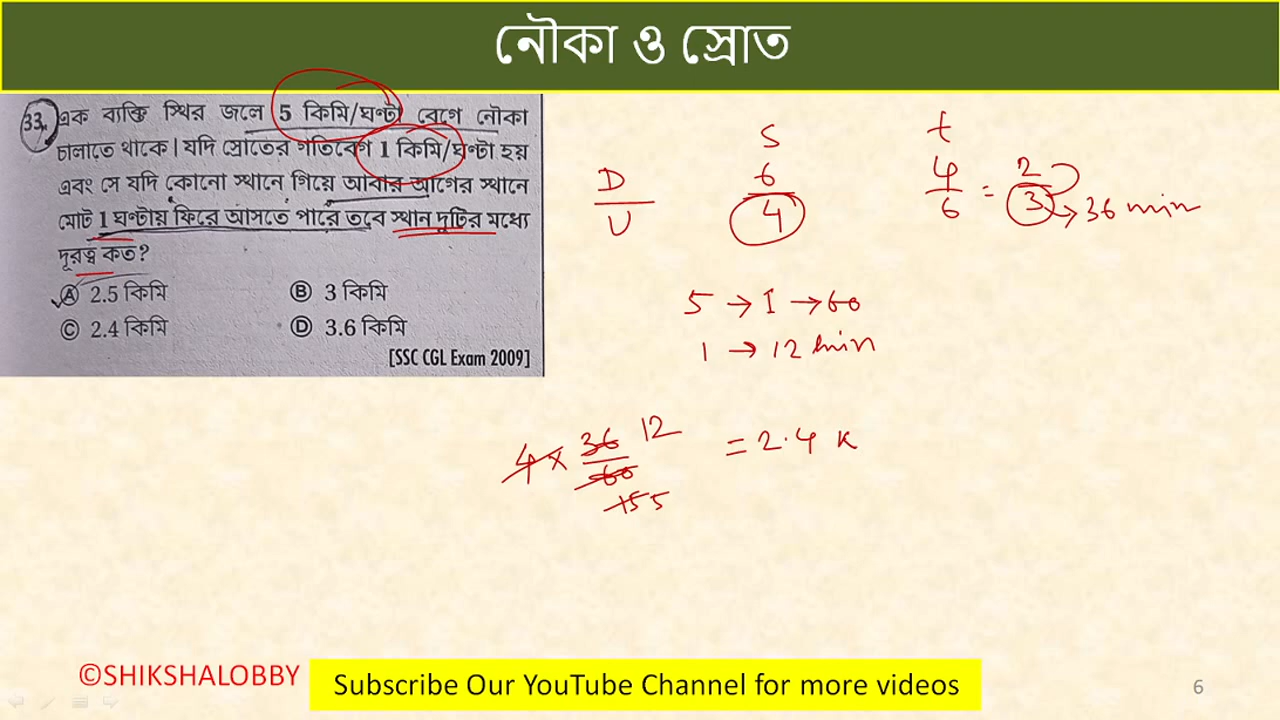 নৌকা ও স্রোত
33. এক ব্যক্তি স্থির জলে 5 কিমি/ঘণ্টা বেগে নৌকা
চালাতে থাকে। যদি স্রোতের গতিবেগ 1 কিমি/ঘণ্টা হয়
এবং সে যদি কোনো স্থানে গিয়ে আবার আগের স্থানে
মোট 1 ঘণ্টায় ফিরে আসতে পারে তবে স্থান দুটির মধ্যে
দূরত্ব কত?
Ⓐ 2.5 কিমি Ⓑ 3 কিমি
Ⓒ 2.4 কিমি Ⓓ 3.6 কিমি
[SSC CGL Exam 2009]
S t
D 6 4 2
U 4 6 = 3 → 36 min
5 → 1 → 60
1 → 12 min
4 × 36 12 = 2.4 K
60
15 5
©SHIKSHALOBBY
Subscribe Our YouTube Channel for more videos
6